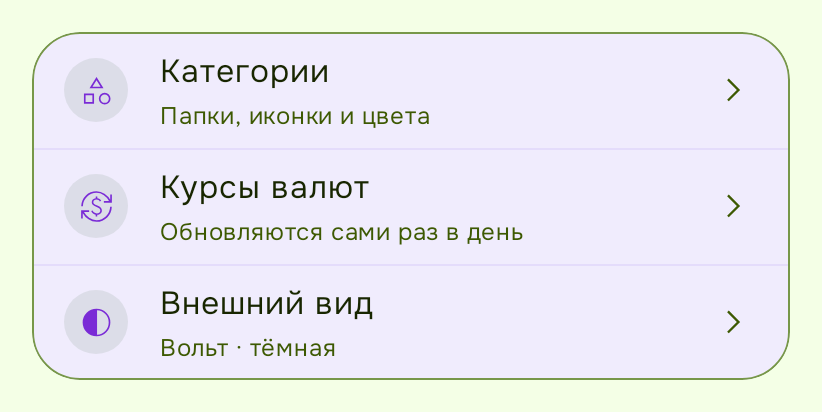 Категории
Папки, иконки и цвета
Курсы валют
Обновляются сами раз в день
Внешний вид
Вольт · тёмная